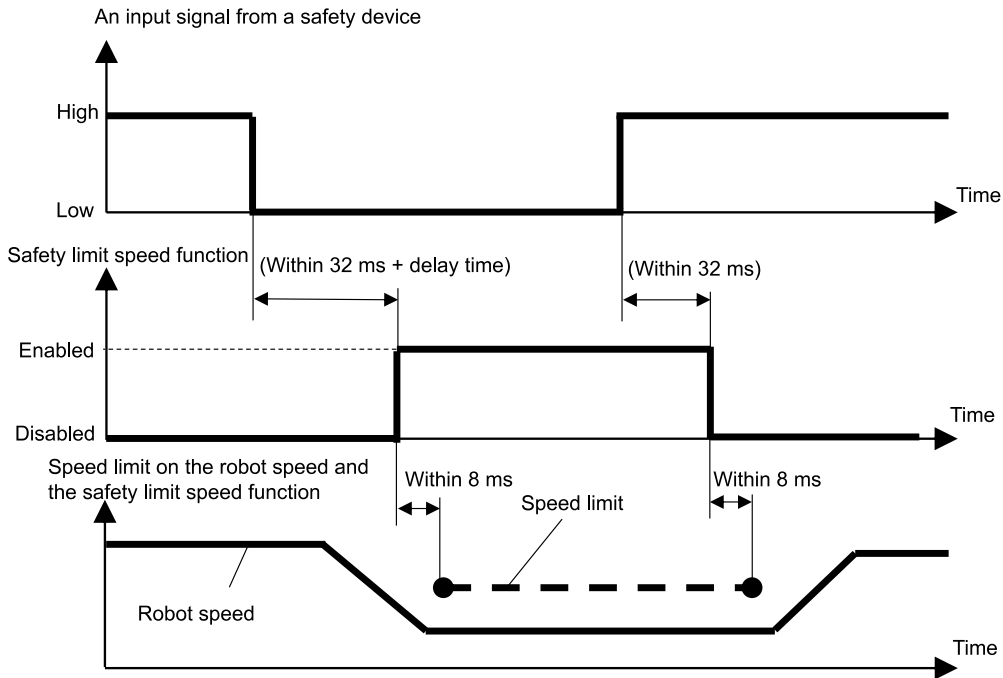 An input signal from a safety device
High
Low
Time
Safety limit speed function
(Within 32 ms + delay time)
(Within 32 ms)
Enabled
Disabled
Time
Speed limit on the robot speed and
the safety limit speed function
Within 8 ms
Within 8 ms
Speed limit
Robot speed
Time